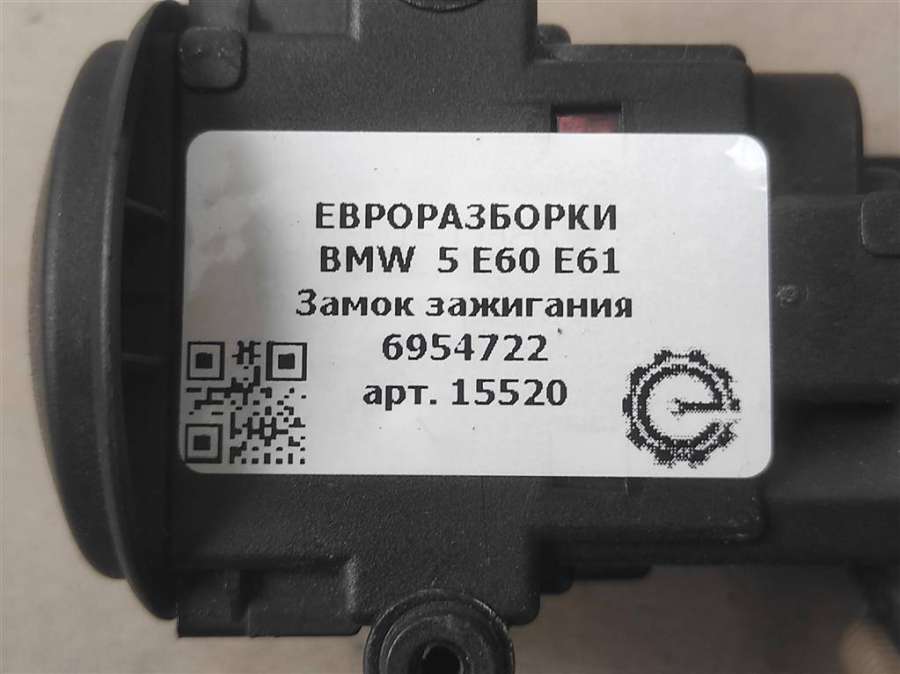 ЕВРОРАЗБОРКИ
BMW 5 E60 E61
Замок зажигания
6954722
арт. 15520